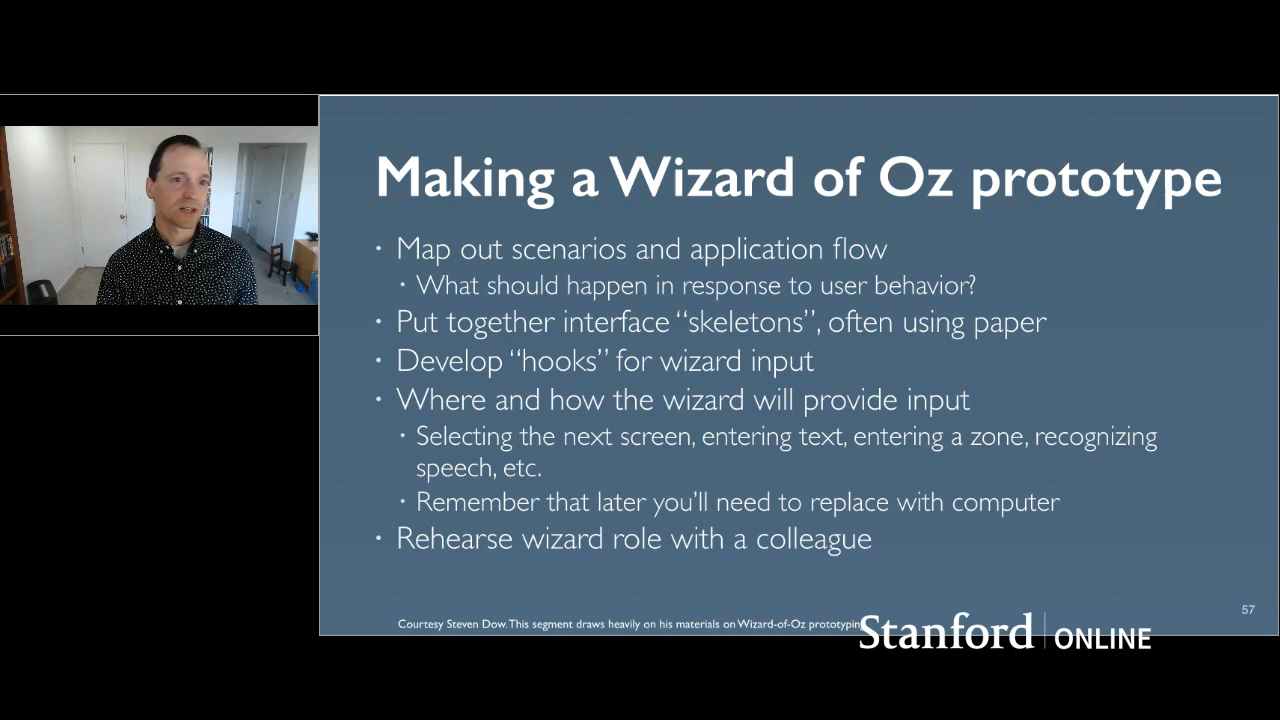 Making a Wizard of Oz prototype
• Map out scenarios and application flow
• What should happen in response to user behavior?
• Put together interface “skeletons”, often using paper
• Develop “hooks” for wizard input
• Where and how the wizard will provide input
• Selecting the next screen, entering text, entering a zone, recognizing
speech, etc.
• Remember that later you’ll need to replace with computer
• Rehearse wizard role with a colleague
57
Courtesy Steven Dow. This segment draws heavily on his materials on Wizard-of-Oz
Stanford | ONLINE